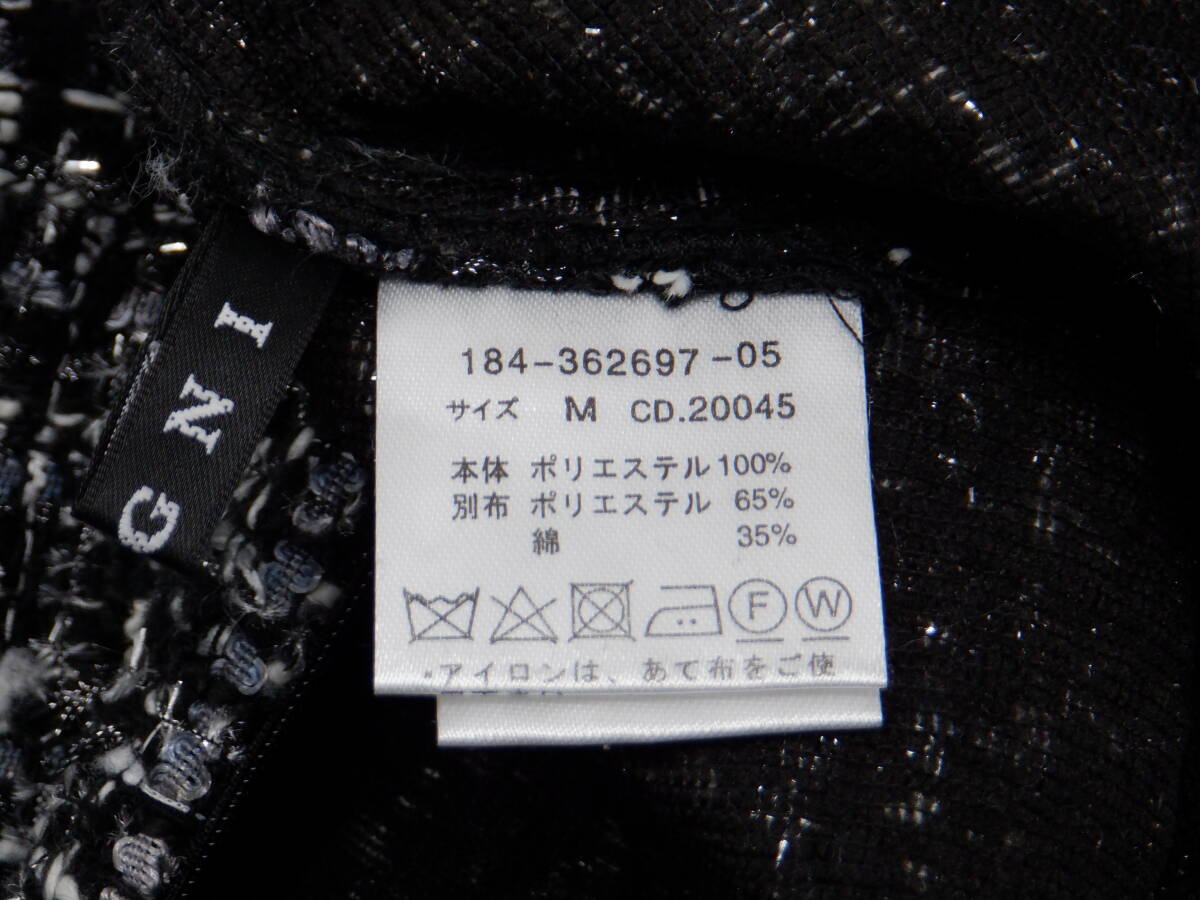 I
N
G
184-362697-05
サイズ M CD.20045
本体 ポリエステル100%
別布 ポリエステル 65%
綿 35%
F W
*アイロンは、あて布をご使